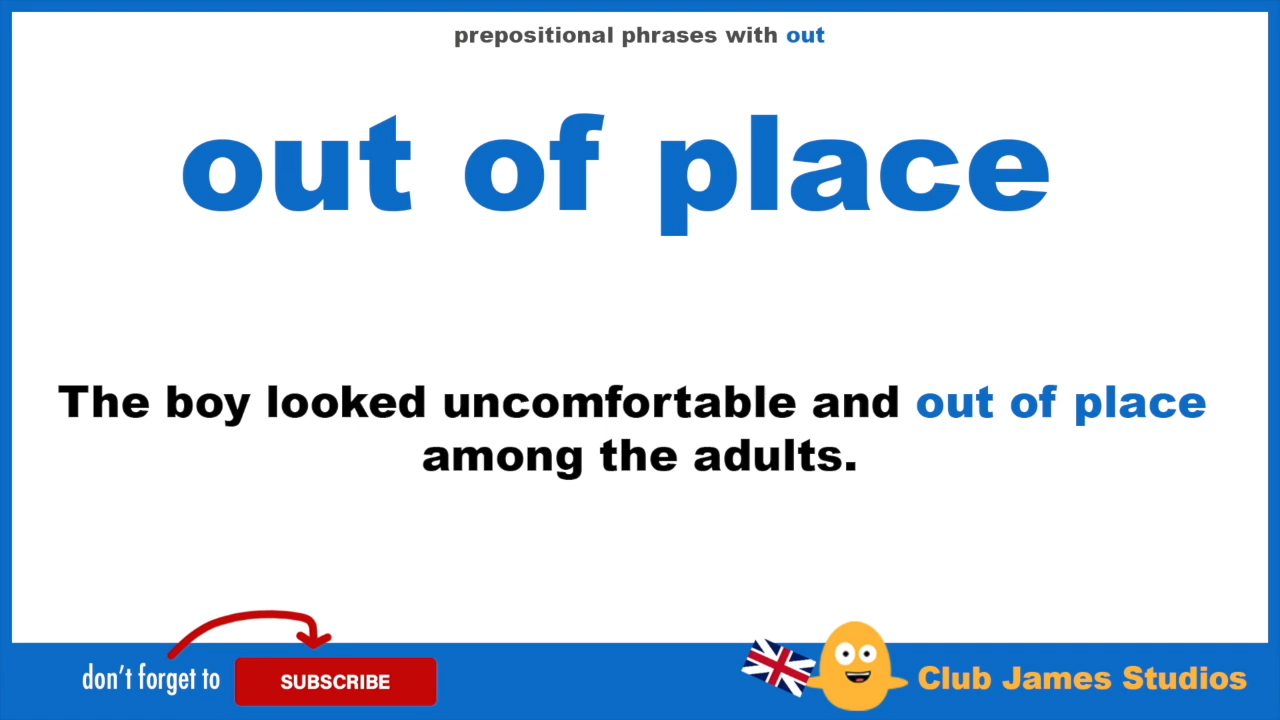 prepositional phrases with out
out of place
The boy looked uncomfortable and out of place
among the adults.
don't forget to
SUBSCRIBE
Club James Studios